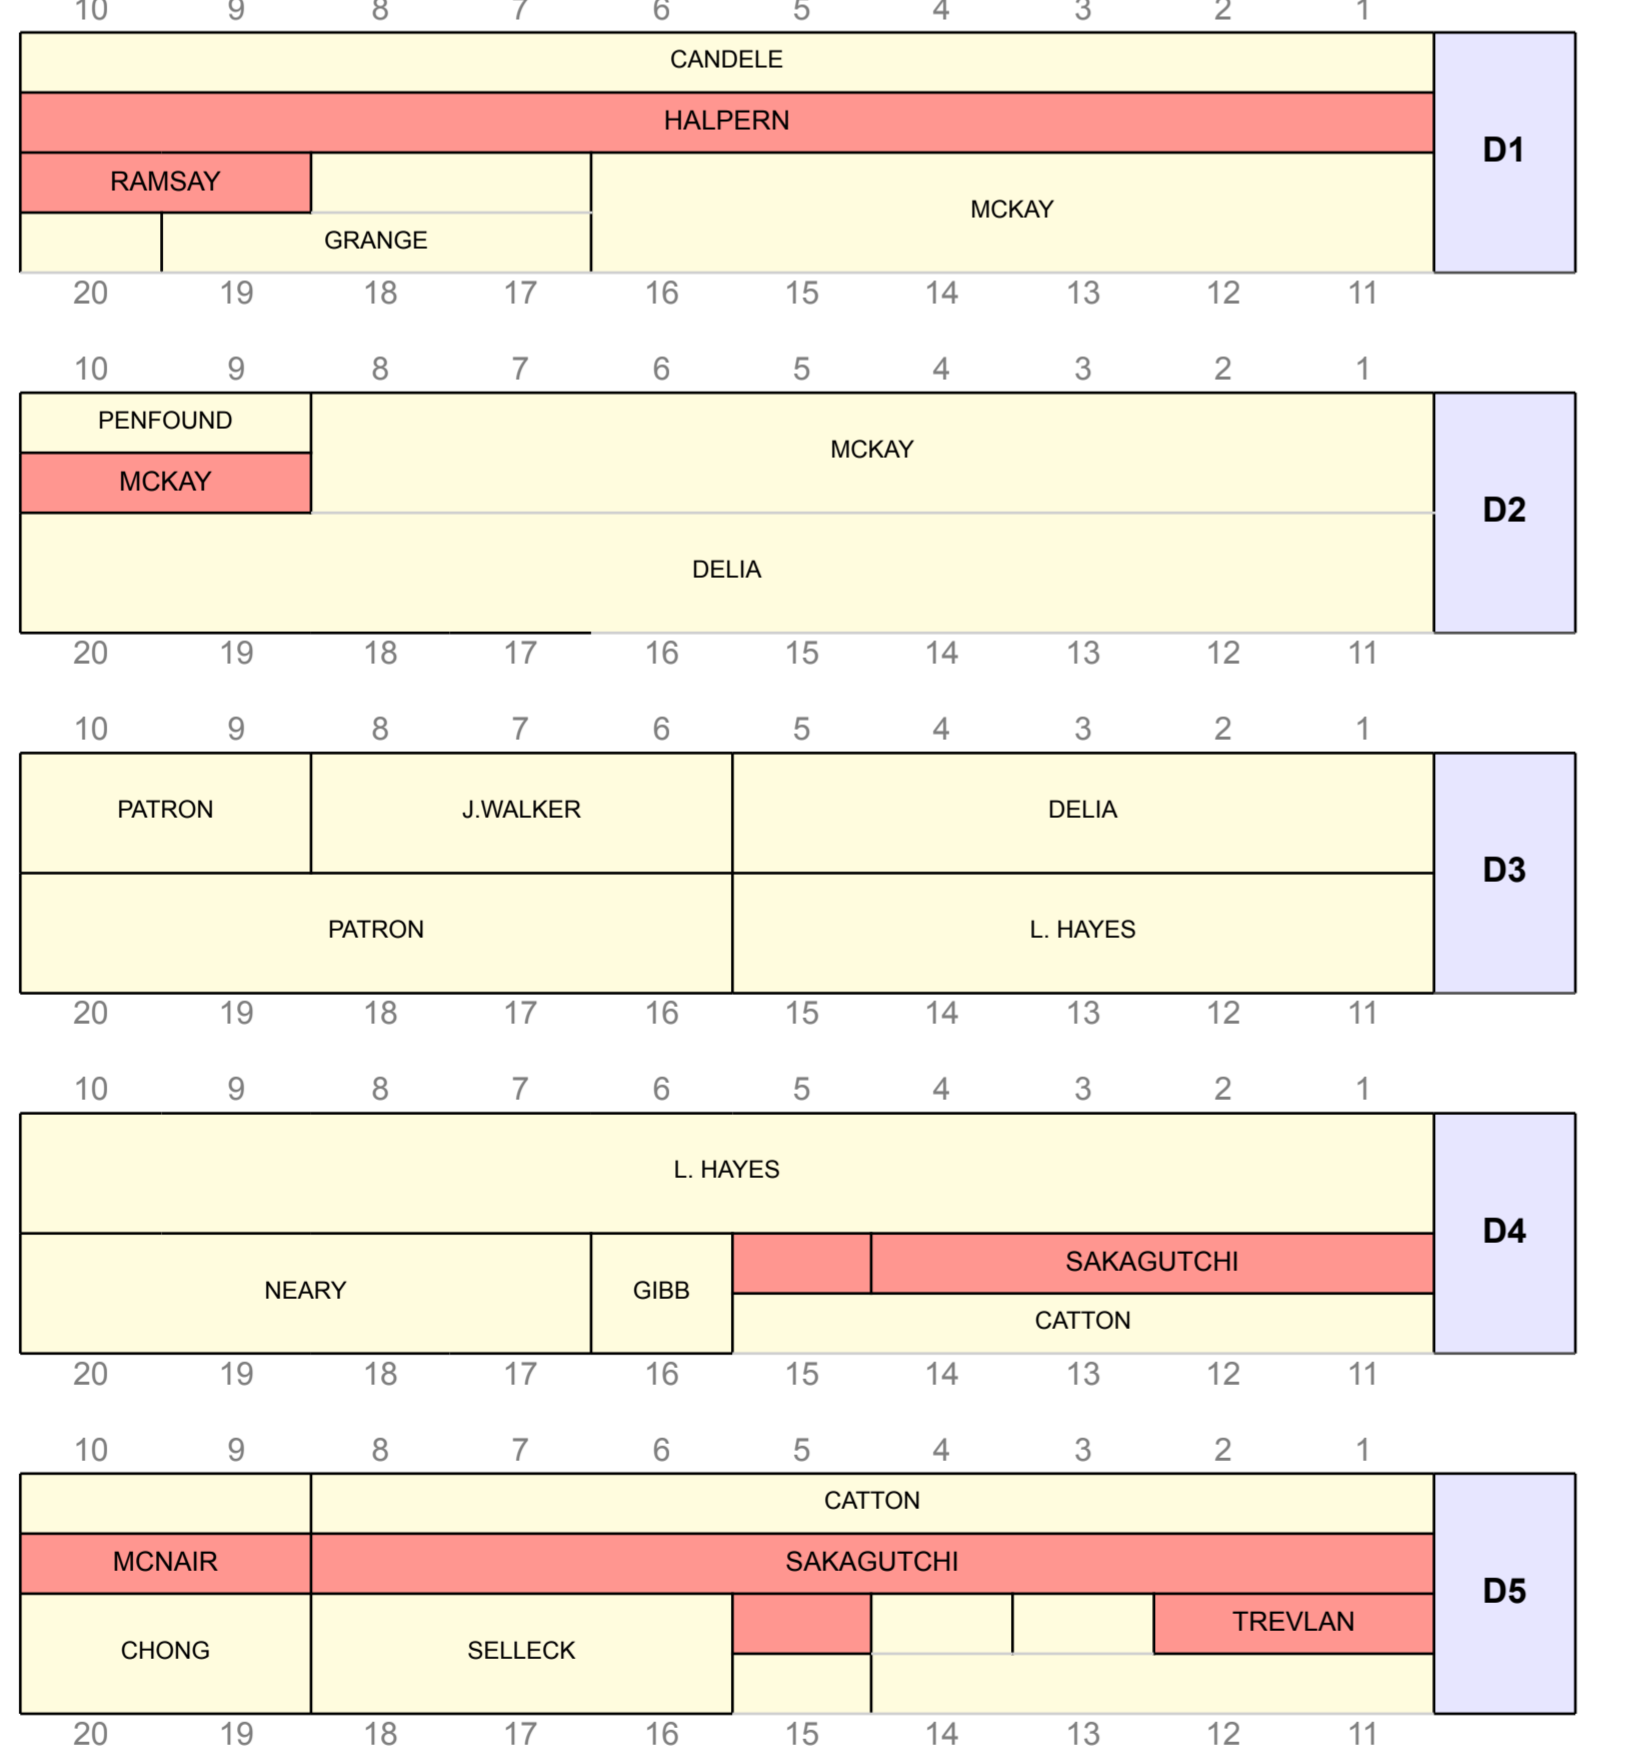 10 9 8 7 6 5 4 3 2 1
CANDELE
HALPERN
D1
RAMSAY
MCKAY
GRANGE
20 19 18 17 16 15 14 13 12 11
10 9 8 7 6 5 4 3 2 1
PENFOUND
MCKAY
MCKAY
D2
DELIA
20 19 18 17 16 15 14 13 12 11
10 9 8 7 6 5 4 3 2 1
PATRON J.WALKER DELIA
D3
PATRON L. HAYES
20 19 18 17 16 15 14 13 12 11
10 9 8 7 6 5 4 3 2 1
L. HAYES
D4
SAKAGUTCHI
NEARY GIBB
CATTON
20 19 18 17 16 15 14 13 12 11
10 9 8 7 6 5 4 3 2 1
CATTON
MCNAIR SAKAGUTCHI
D5
TREVLAN
CHONG SELLECK
20 19 18 17 16 15 14 13 12 11